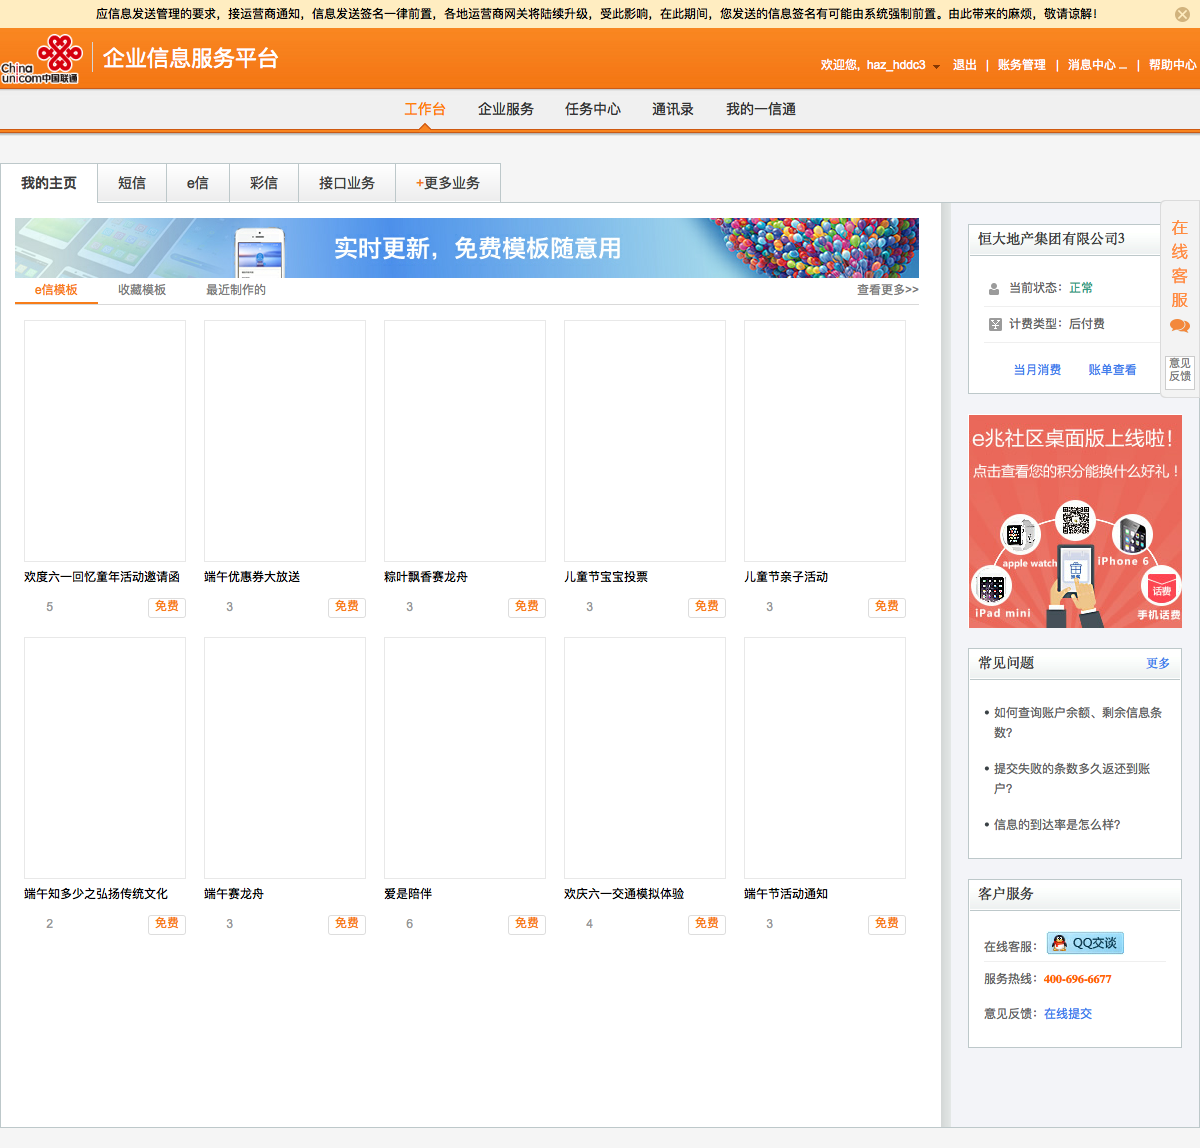 应信息发送管理的要求，接运营商通知，信息发送签名一律前置，各地运营商网关将陆续升级，受此影响，在此期间，您发送的信息签名有可能由系统强制前置。由此带来的麻烦，敬请谅解！
China
unicom中国联通
企业信息服务平台
欢迎您, haz_hddc3 退出 | 账务管理 | 消息中心 | 帮助中心
工作台 企业服务 任务中心 通讯录 我的一信通
我的主页 短信 e信 彩信 接口业务 +更多业务
实时更新，免费模板随意用
e信模板 收藏模板 最近制作的 查看更多>>
欢度六一回忆童年活动邀请函 端午优惠券大放送 粽叶飘香赛龙舟 儿童节宝宝投票 儿童节亲子活动
5 免费 3 免费 3 免费 3 免费 3 免费
端午知多少之弘扬传统文化 端午赛龙舟 爱是陪伴 欢庆六一交通模拟体验 端午节活动通知
2 免费 3 免费 6 免费 4 免费 3 免费
恒大地产集团有限公司3
当前状态：正常
计费类型：后付费
当月消费 账单查看
在
线
客
服
意见
反馈
e兆社区桌面版上线啦！
点击查看您的积分能换什么好礼！
apple watch
iPhone 6
iPad mini
话费
手机话费
常见问题 更多
• 如何查询账户余额、剩余信息条
数?
• 提交失败的条数多久返还到账
户?
• 信息的到达率是怎么样?
客户服务
在线客服： QQ交谈
服务热线：400-696-6677
意见反馈：在线提交